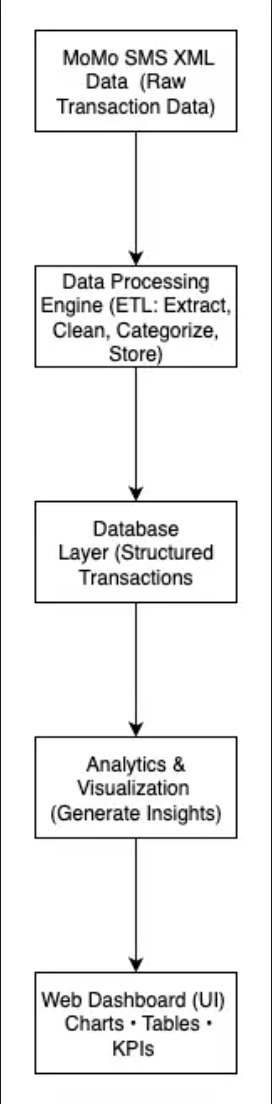 MoMo SMS XML
Data (Raw
Transaction Data)
Data Processing
Engine (ETL: Extract,
Clean, Categorize,
Store)
Database
Layer (Structured
Transactions
Analytics &
Visualization
(Generate Insights)
Web Dashboard (UI)
Charts • Tables •
KPIs